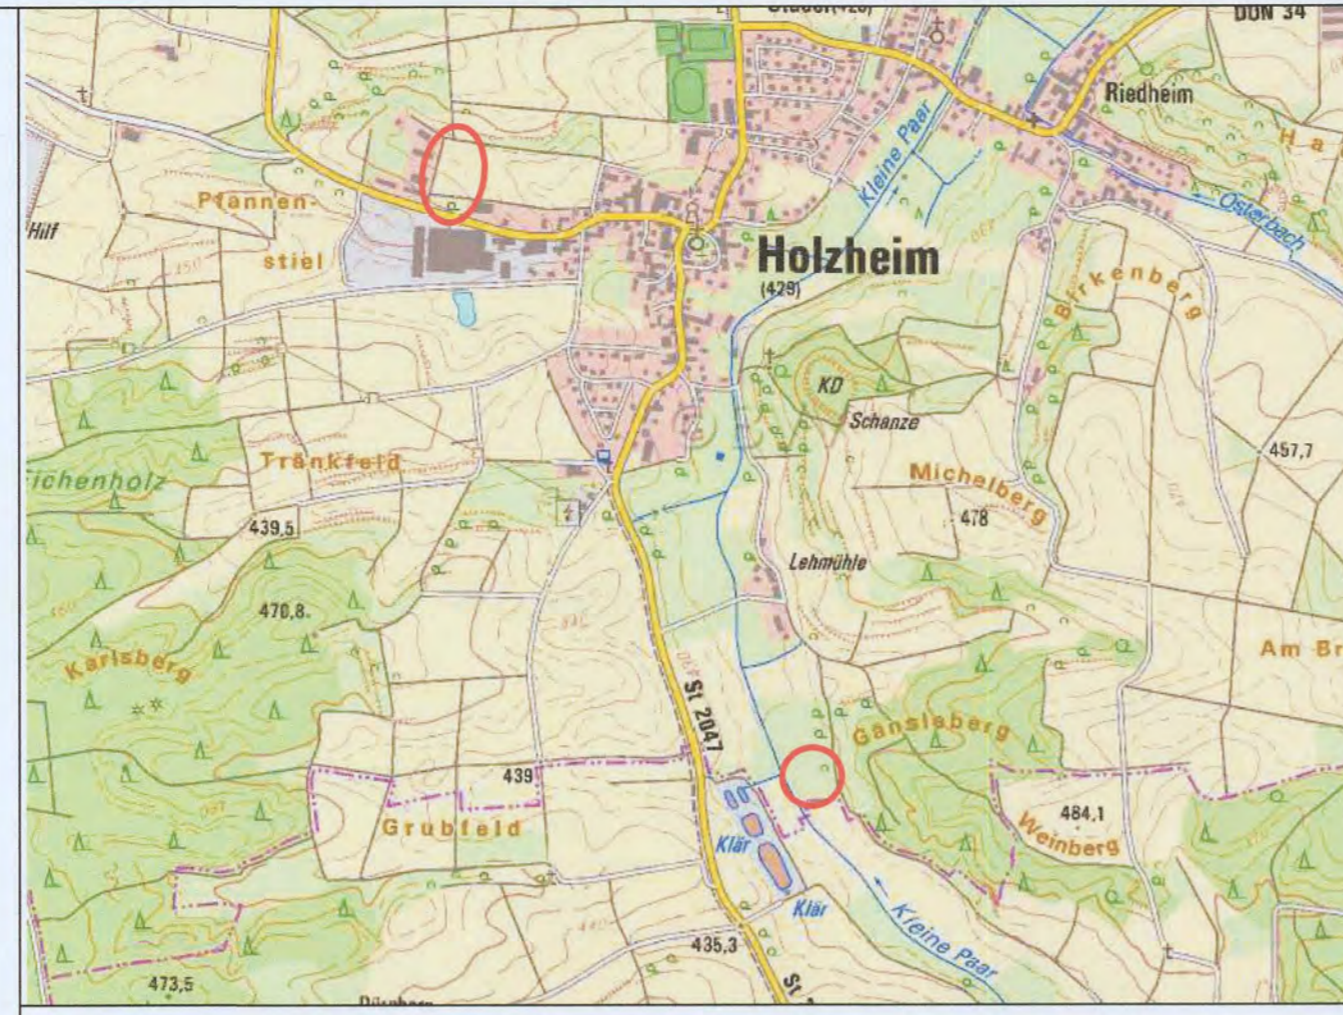 DON 34
Riedheim
Kleine Paar
Pfannen-
stiel
Hilf
Osterbach
Holzheim
(429)
Birkenberg
KD
Schanze
457,7
Tränkfeld
Michelberg
478
439,5
Lehmühle
470,8
Karlsberg
Am Br
St 2047
Gansleberg
439
484,1
Grubfeld
Weinberg
Klär
Klär
Kleine Paar
435,3
473,5
St